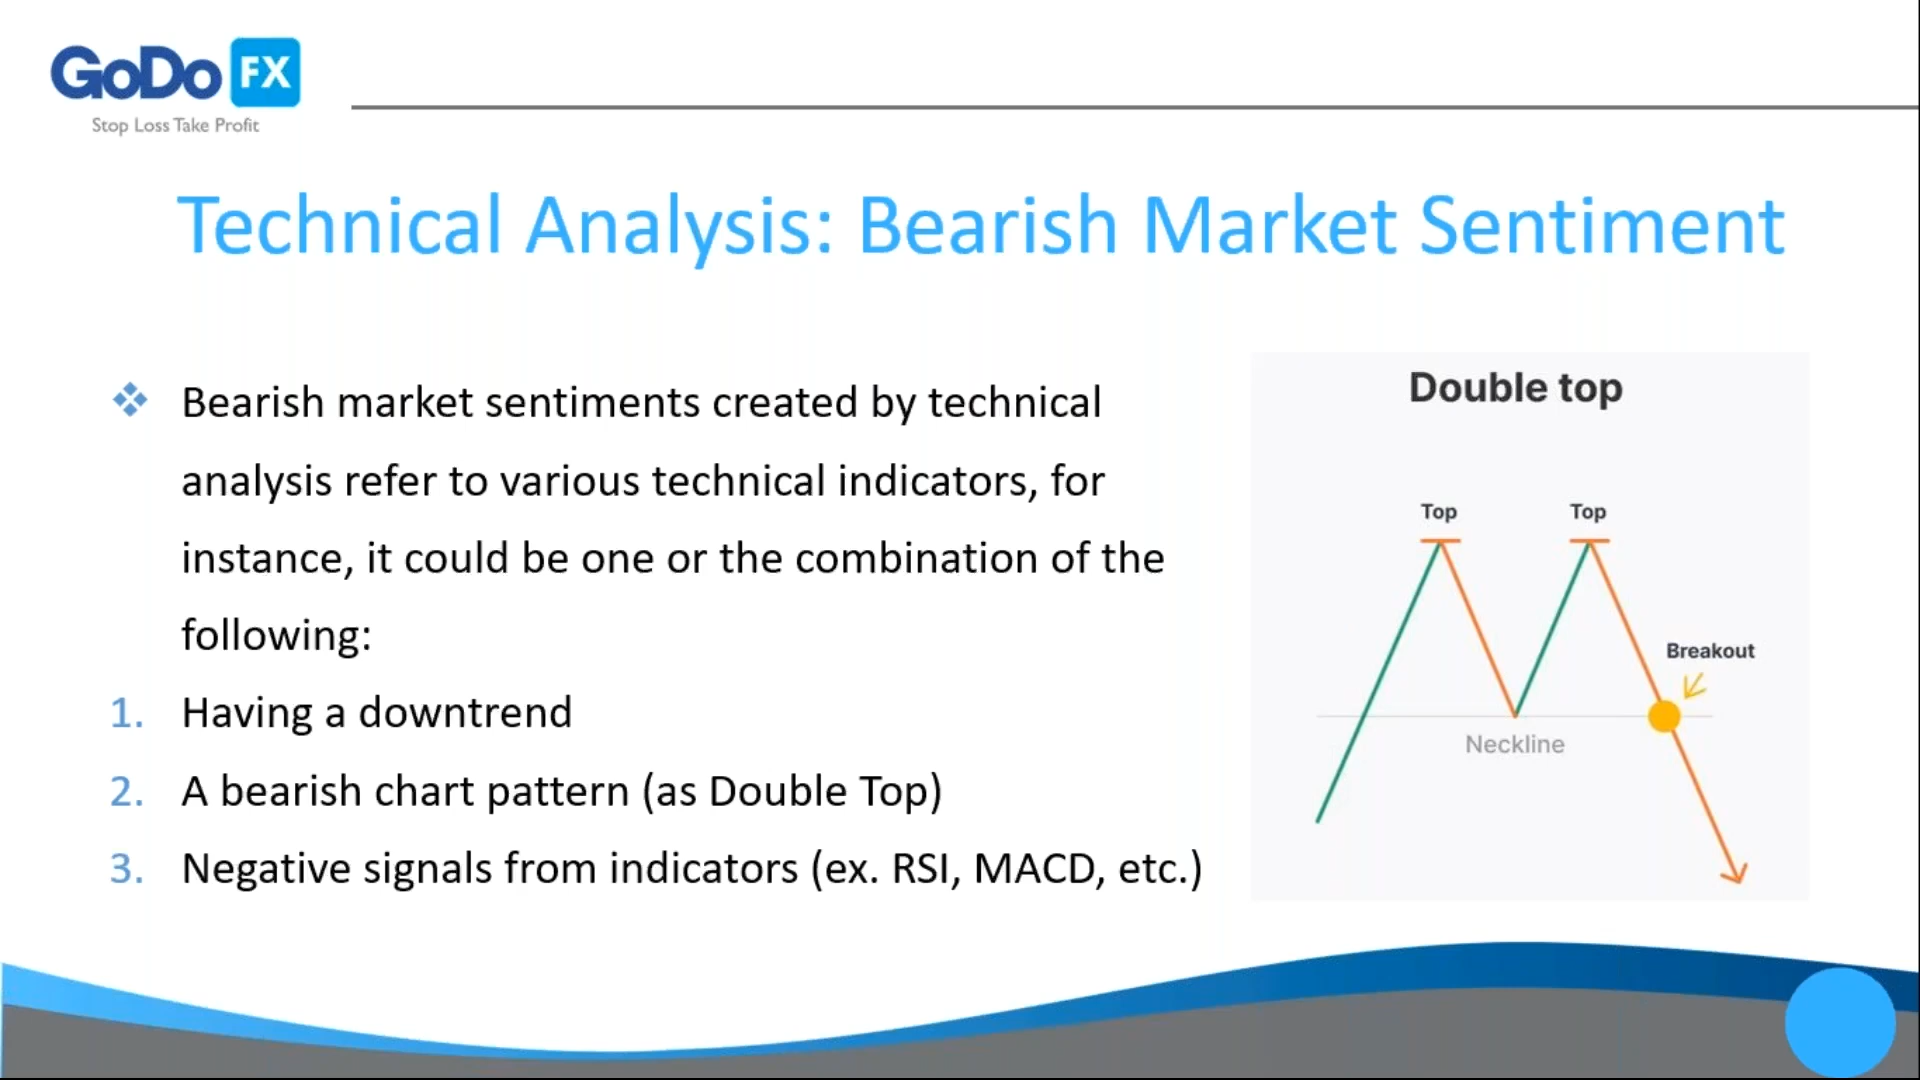 GoDo FX
Stop Loss Take Profit
Technical Analysis: Bearish Market Sentiment
❖ Bearish market sentiments created by technical
analysis refer to various technical indicators, for
instance, it could be one or the combination of the
following:
1. Having a downtrend
2. A bearish chart pattern (as Double Top)
3. Negative signals from indicators (ex. RSI, MACD, etc.)
Double top
Top Top
Breakout
Neckline